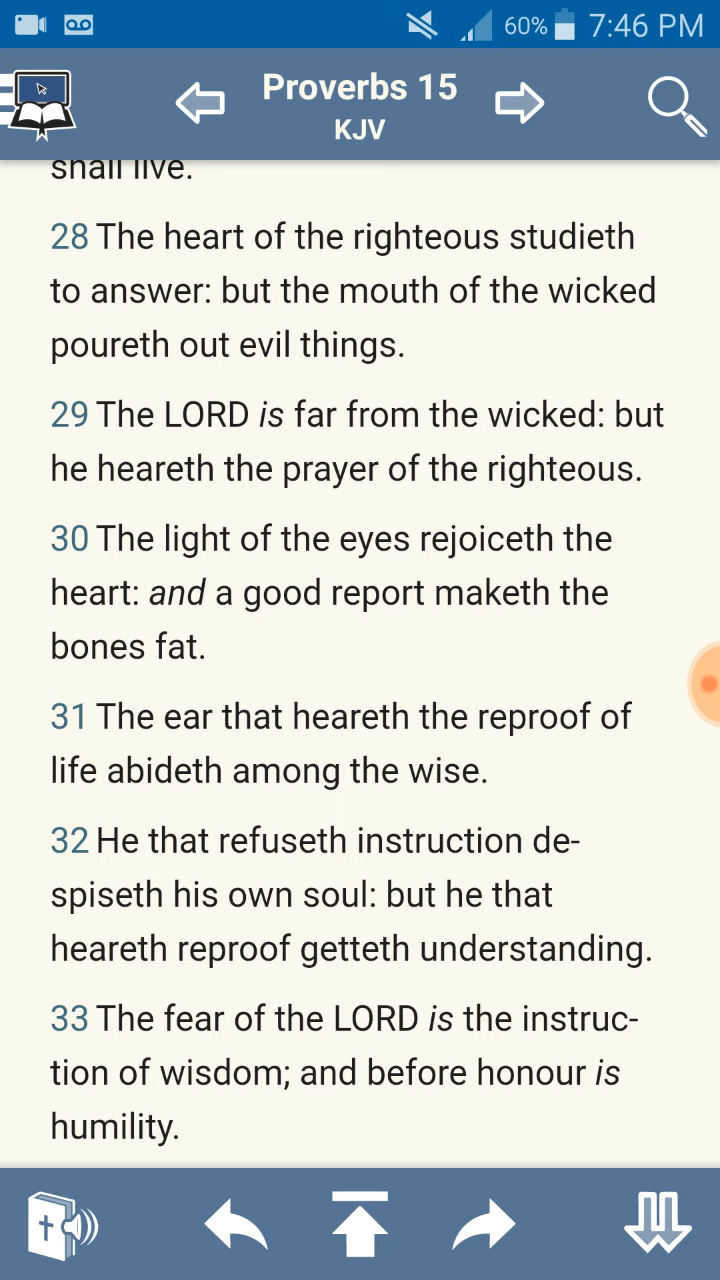 60% 7:46 PM
Proverbs 15
KJV
shall live.
28 The heart of the righteous studieth
to answer: but the mouth of the wicked
poureth out evil things.
29 The LORD is far from the wicked: but
he heareth the prayer of the righteous.
30 The light of the eyes rejoiceth the
heart: and a good report maketh the
bones fat.
31 The ear that heareth the reproof of
life abideth among the wise.
32 He that refuseth instruction de-
spiseth his own soul: but he that
heareth reproof getteth understanding.
33 The fear of the LORD is the instruc-
tion of wisdom; and before honour is
humility.